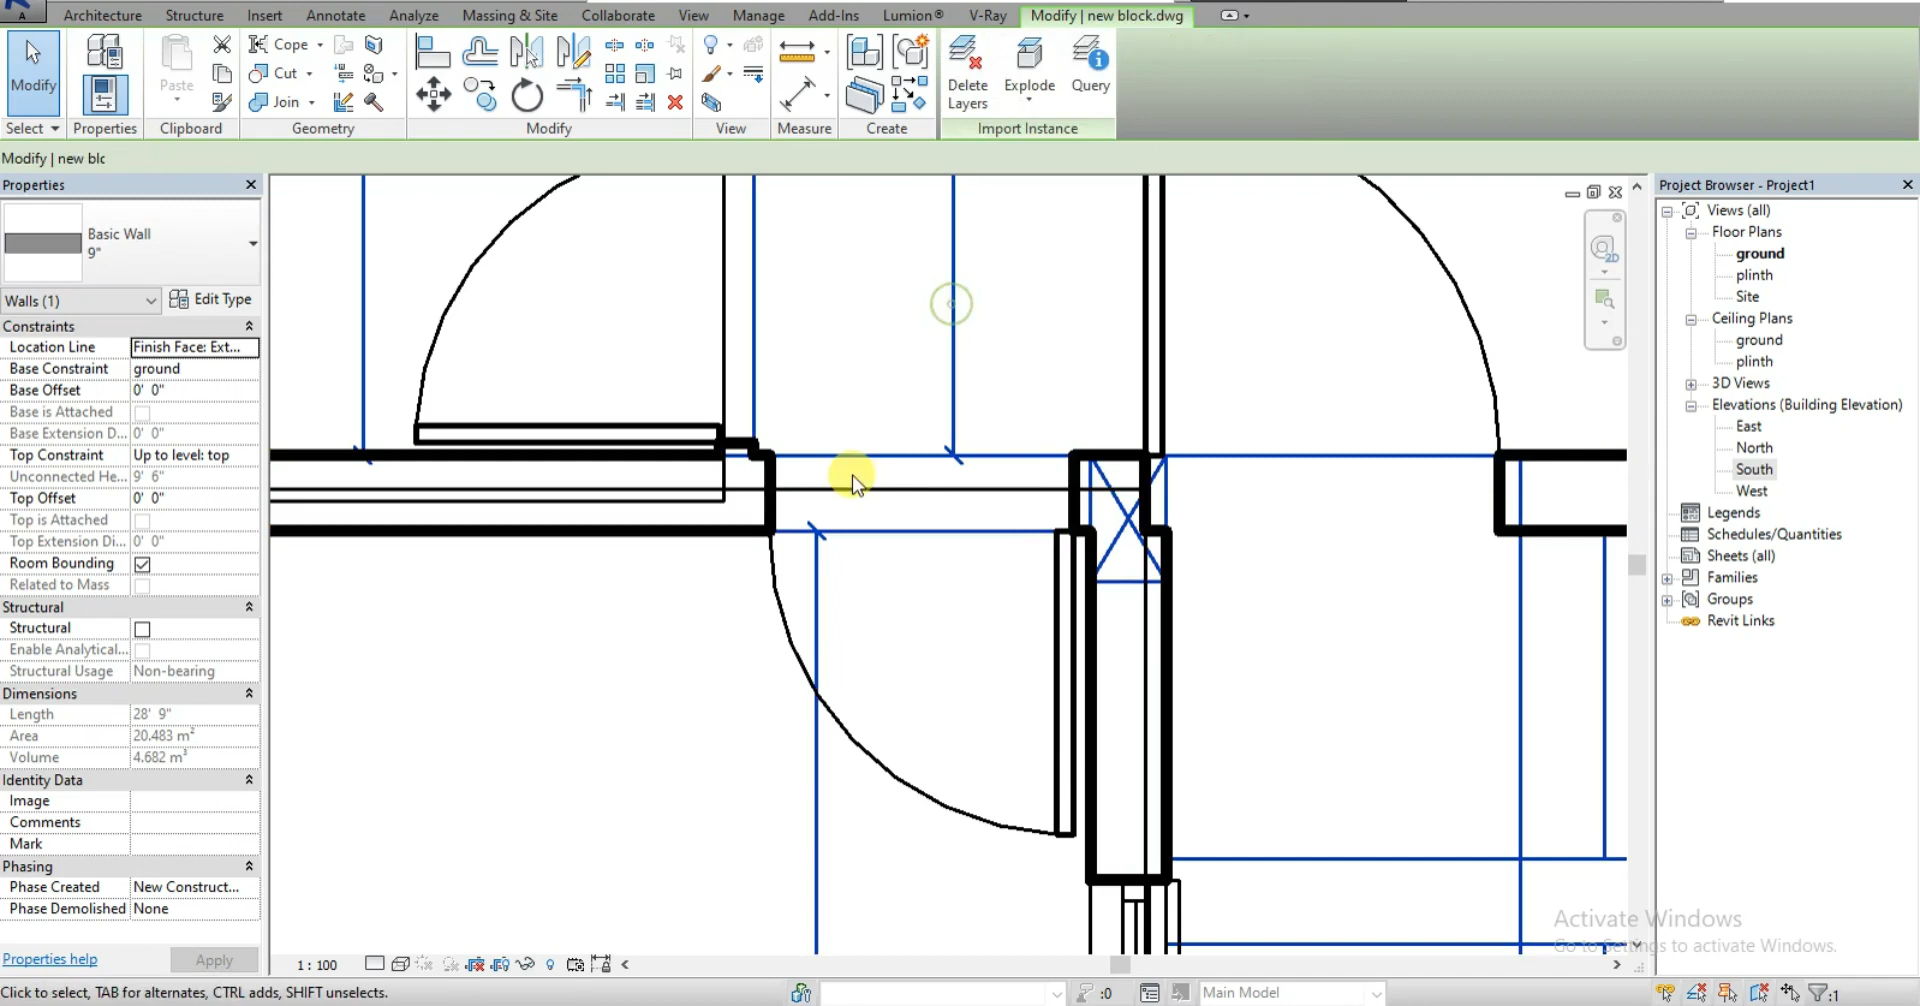 Architecture Structure Insert Annotate Analyze Massing & Site Collaborate View Manage Add-Ins Lumion® V-Ray Modify | new block.dwg
Modify
Paste
Cope
Cut
Join
Delete Layers
Explode
Query
Select Properties Clipboard Geometry Modify View Measure Create Import Instance
Modify | new blc
Properties
Basic Wall
9"
Walls (1) Edit Type
Constraints
Location Line Finish Face: Ext...
Base Constraint ground
Base Offset 0' 0"
Base is Attached
Base Extension D... 0' 0"
Top Constraint Up to level: top
Unconnected He... 9' 6"
Top Offset 0' 0"
Top is Attached
Top Extension Di... 0' 0"
Room Bounding
Related to Mass
Structural
Structural
Enable Analytical...
Structural Usage Non-bearing
Dimensions
Length 28' 9"
Area 20.483 m²
Volume 4.682 m³
Identity Data
Image
Comments
Mark
Phasing
Phase Created New Construct...
Phase Demolished None
Properties help Apply
2D
1 : 100
Project Browser - Project1
Views (all)
Floor Plans
ground
plinth
Site
Ceiling Plans
ground
plinth
3D Views
Elevations (Building Elevation)
East
North
South
West
Legends
Schedules/Quantities
Sheets (all)
Families
Groups
Revit Links
Activate Windows
Go to Settings to activate Windows.
Click to select, TAB for alternates, CTRL adds, SHIFT unselects.
:0 Main Model :1